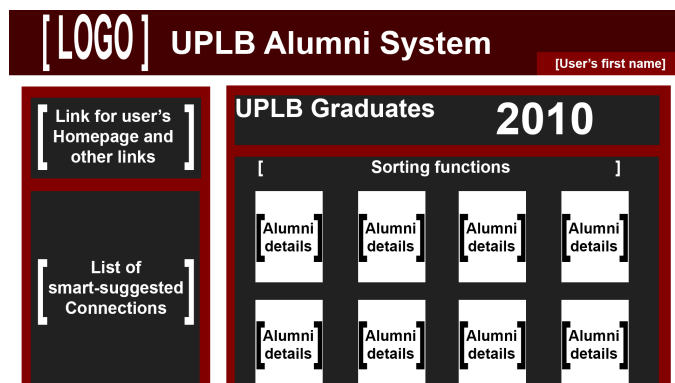 [ LOGO ]
UPLB Alumni System
[User's first name]
[ Link for user's
Homepage and
other links ]
[ List of
smart-suggested
Connections ]
UPLB Graduates 2010
[ Sorting functions ]
[Alumni
details]
[Alumni
details]
[Alumni
details]
[Alumni
details]
[Alumni
details]
[Alumni
details]
[Alumni
details]
[Alumni
details]